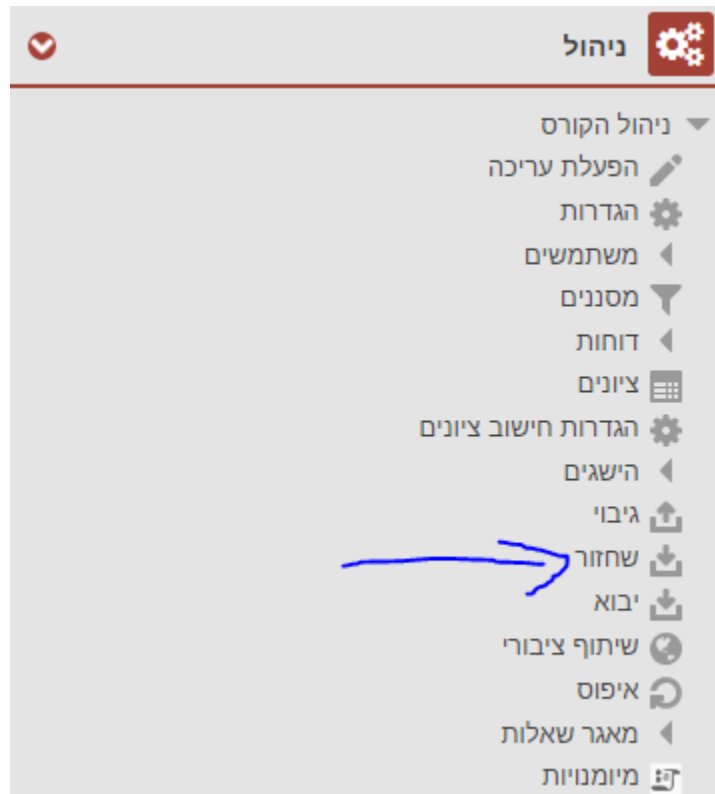 ניהול
ניהול הקורס
הפעלת עריכה
הגדרות
משתמשים
מסננים
דוחות
ציונים
הגדרות חישוב ציונים
הישגים
גיבוי
שחזור
יבוא
שיתוף ציבורי
איפוס
מאגר שאלות
מיומנויות